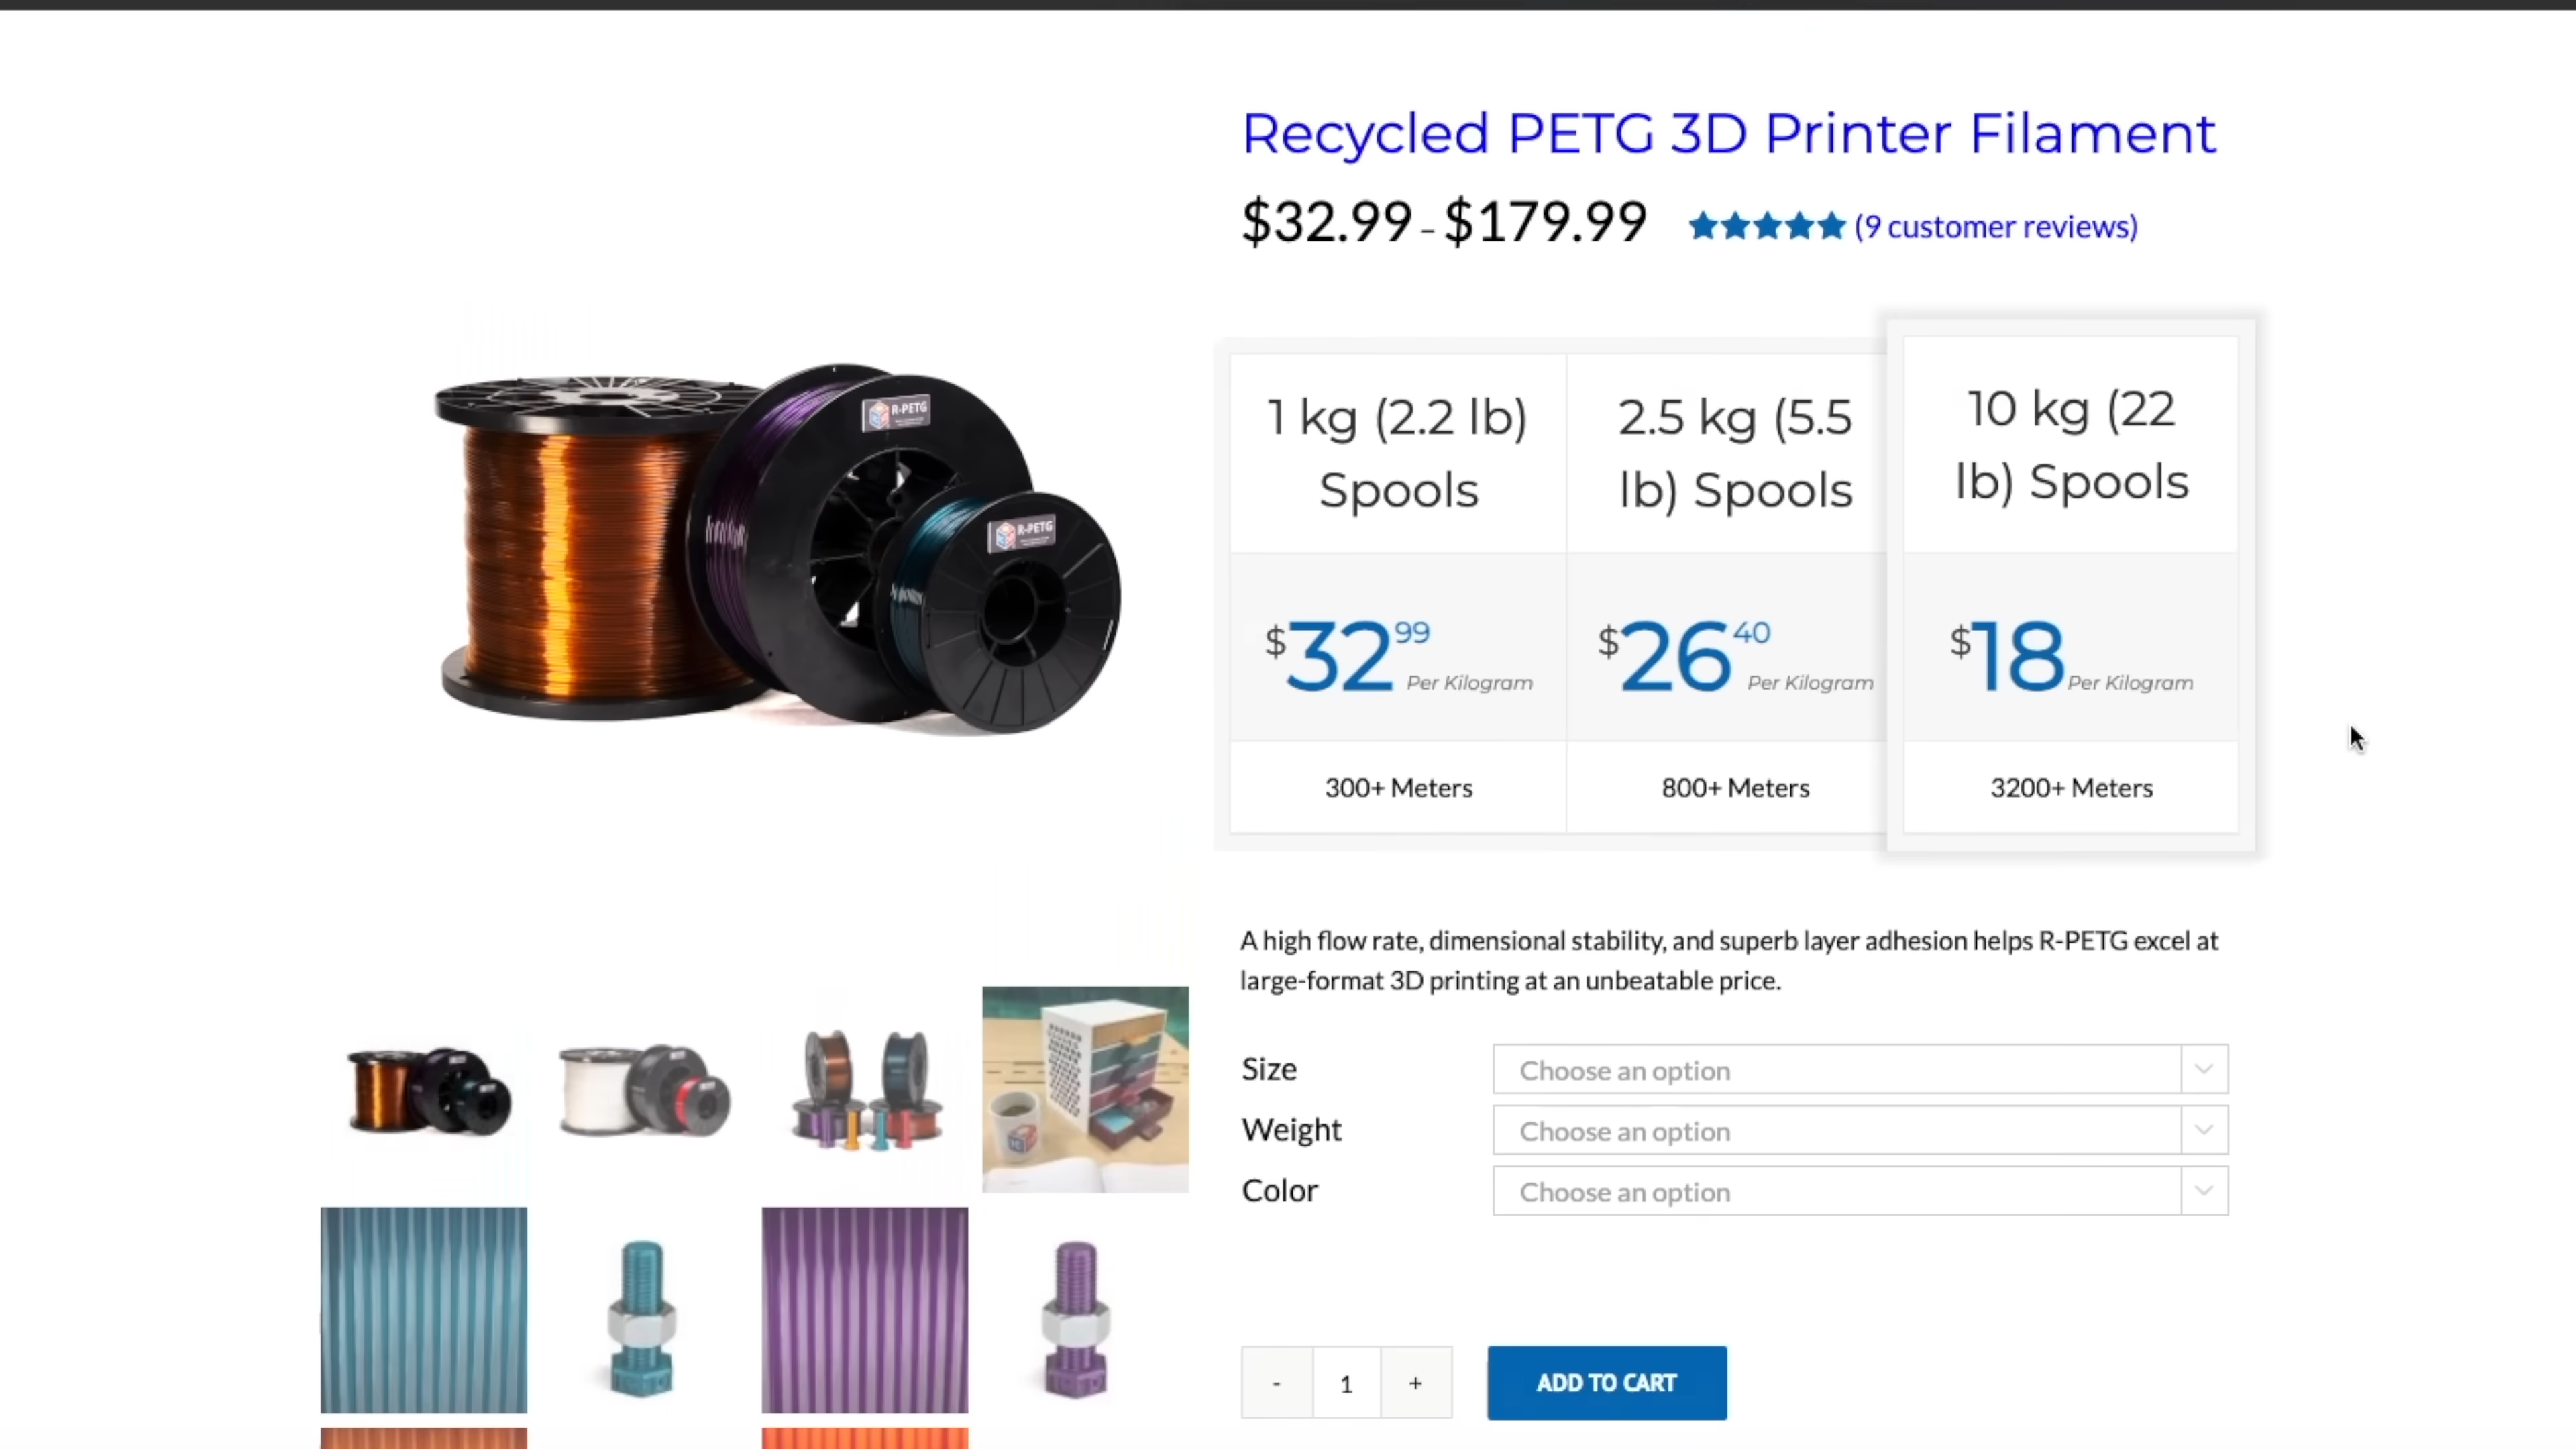 Recycled PETG 3D Printer Filament
$32.99 - $179.99 (9 customer reviews)
1 kg (2.2 lb)
Spools
2.5 kg (5.5
lb) Spools
10 kg (22
lb) Spools
$32 99 Per Kilogram
$26 40 Per Kilogram
$18 Per Kilogram
300+ Meters
800+ Meters
3200+ Meters
R-PETG
R-PETG
A high flow rate, dimensional stability, and superb layer adhesion helps R-PETG excel at
large-format 3D printing at an unbeatable price.
Size Choose an option
Weight Choose an option
Color Choose an option
- 1 +
ADD TO CART